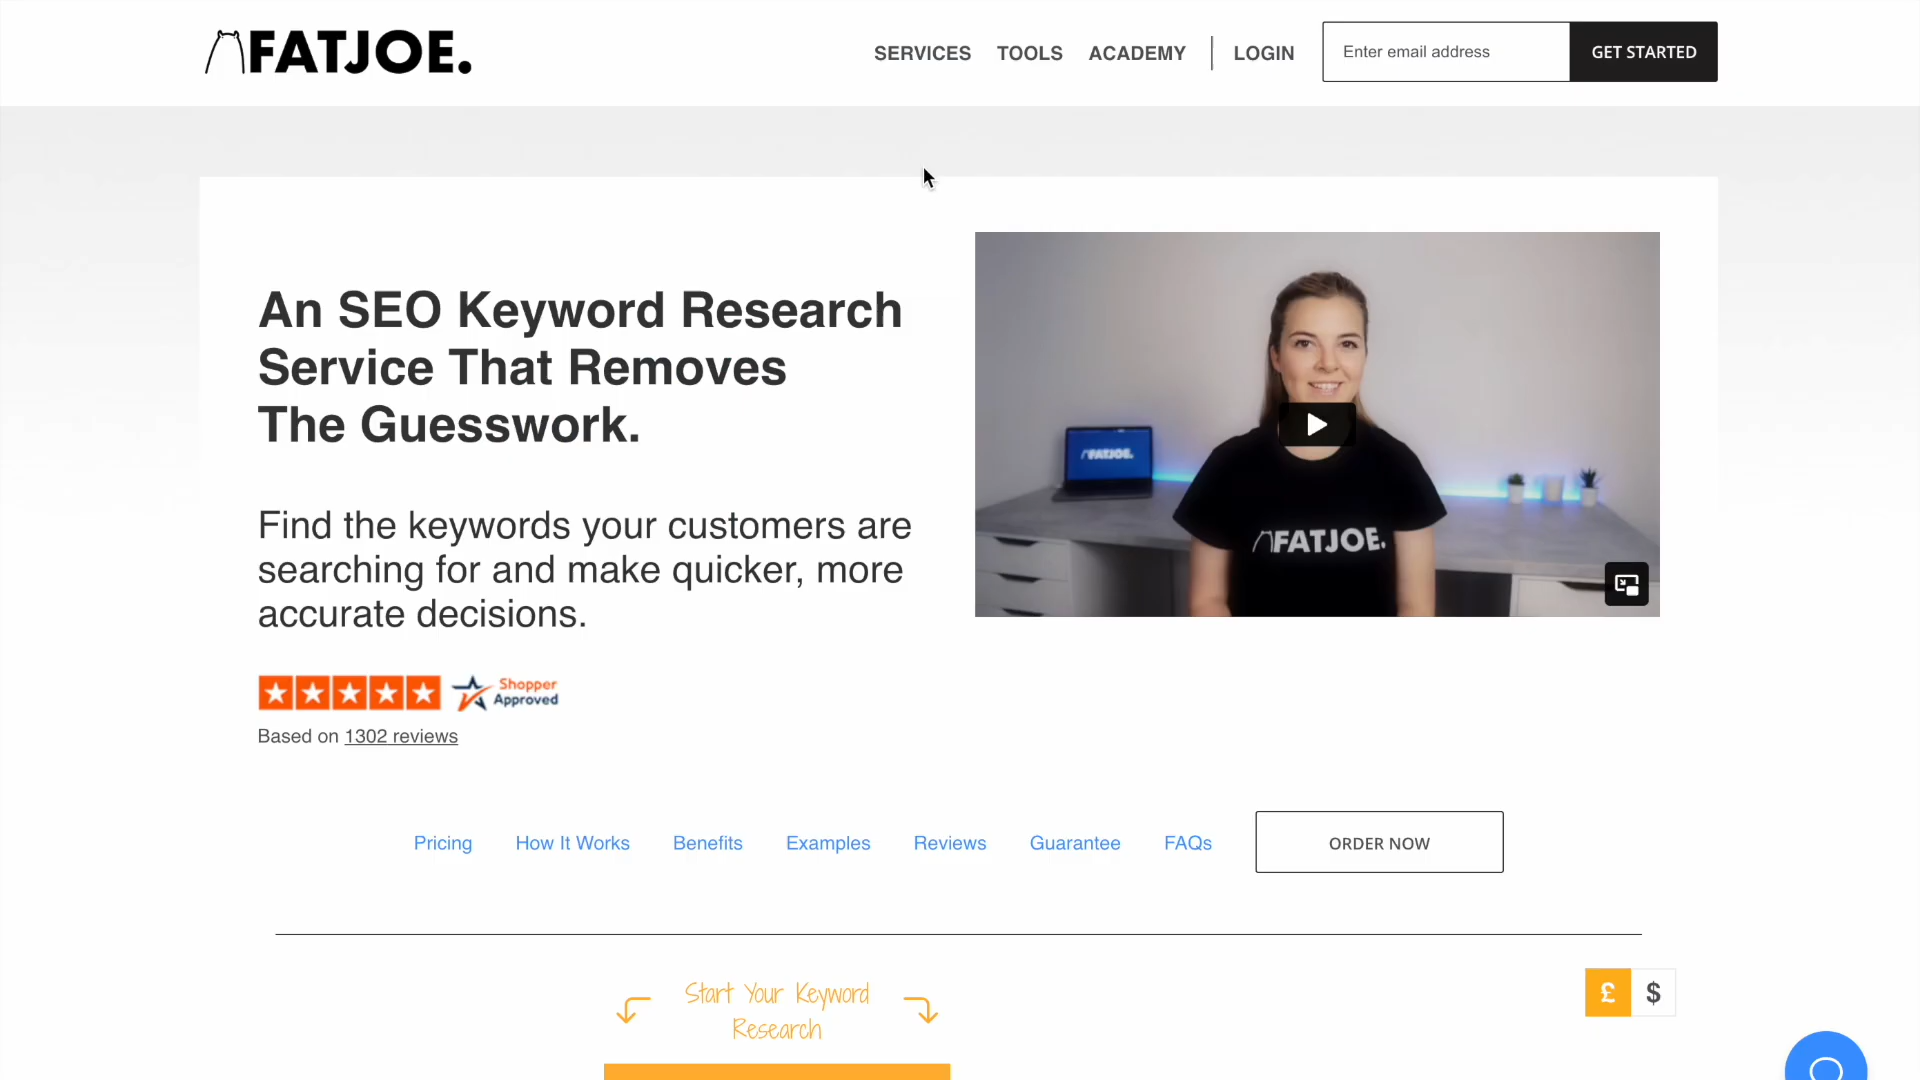 FATJOE.
SERVICES TOOLS ACADEMY LOGIN Enter email address GET STARTED
An SEO Keyword Research
Service That Removes
The Guesswork.
Find the keywords your customers are
searching for and make quicker, more
accurate decisions.
FATJOE.
FATJOE.
Shopper
Approved
Based on 1302 reviews
Pricing How It Works Benefits Examples Reviews Guarantee FAQs ORDER NOW
Start Your Keyword
Research
£ $